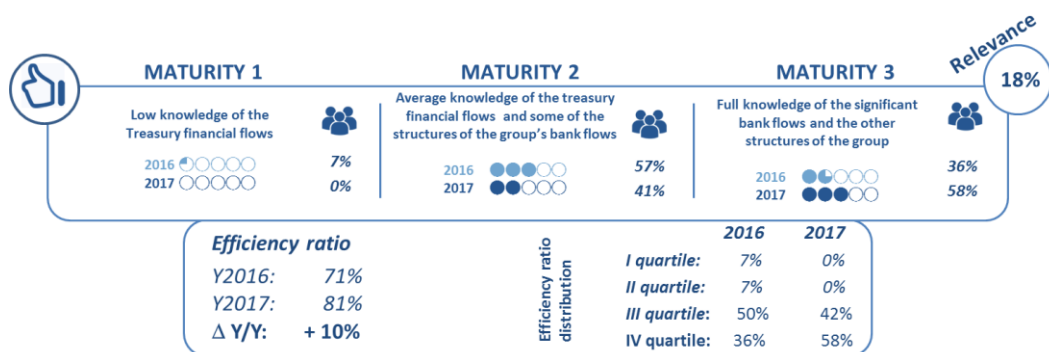 Relevance
18%
MATURITY 1
Low knowledge of the
Treasury financial flows
2016
7%
2017
0%
MATURITY 2
Average knowledge of the treasury
financial flows and some of the
structures of the group's bank flows
2016
57%
2017
41%
MATURITY 3
Full knowledge of the significant
bank flows and the other
structures of the group
2016
36%
2017
58%
Efficiency ratio
Y2016: 71%
Y2017: 81%
Δ Y/Y: + 10%
Efficiency ratio
distribution
2016 2017
I quartile: 7% 0%
II quartile: 7% 0%
III quartile: 50% 42%
IV quartile: 36% 58%